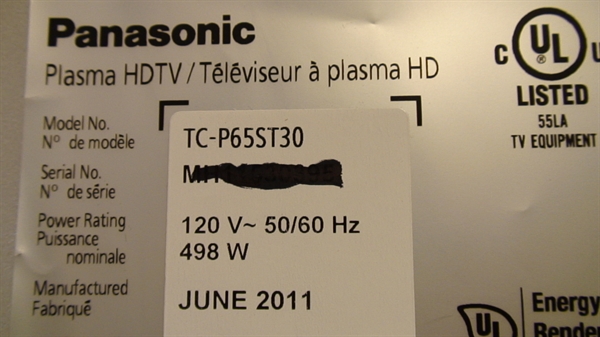 Panasonic
Plasma HDTV / Téléviseur à plasma HD
Model No.
N° de modèle
TC-P65ST30
Serial No.
N° de série
Power Rating
Puissance
nominale
120 V~ 50/60 Hz
498 W
Manufactured
Fabriqué
JUNE 2011
C UL U
LISTED
55LA
TV EQUIPMENT
UL
Energy